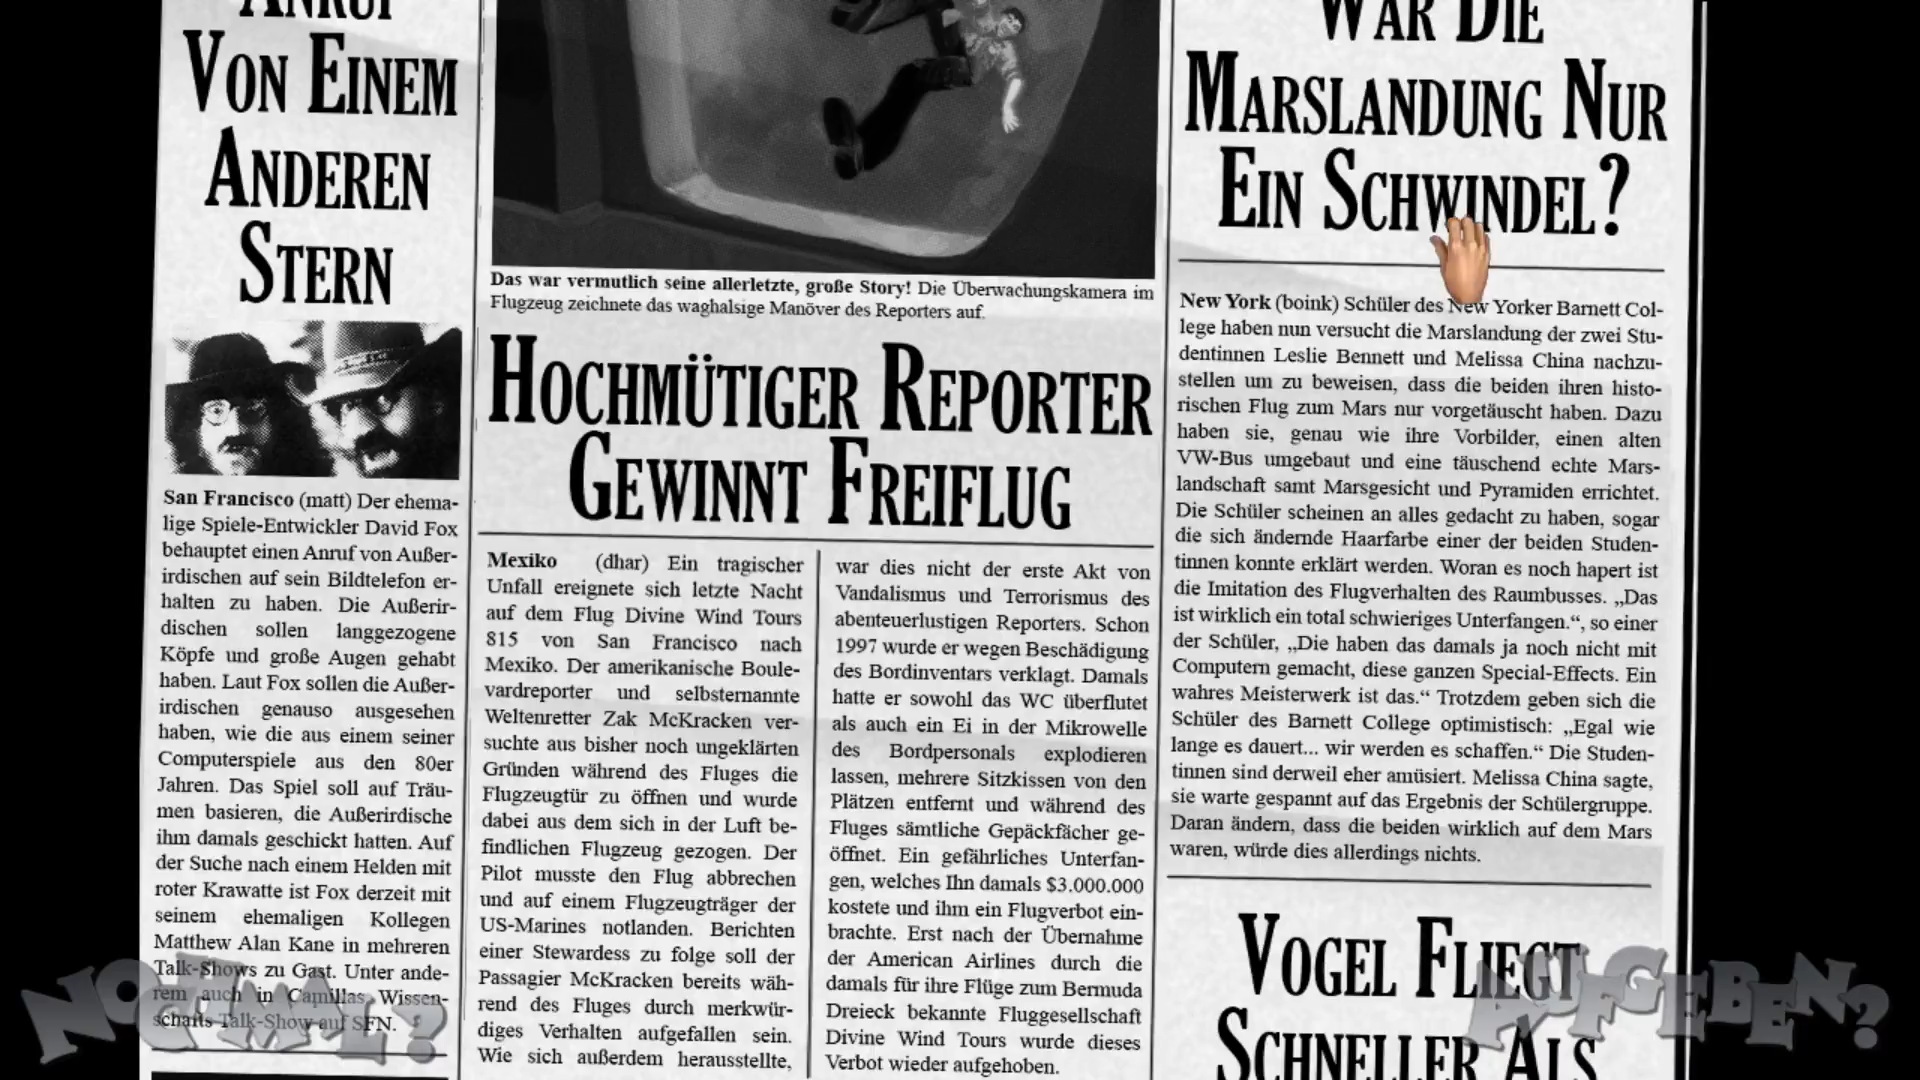 ANRUF
VON EINEM
ANDEREN
STERN
San Francisco (matt) Der ehema-
lige Spiele-Entwickler David Fox
behauptet einen Anruf von Außer-
irdischen auf sein Bildtelefon er-
halten zu haben. Die Außerir-
dischen sollen langgezogene
Köpfe und große Augen gehabt
haben. Laut Fox sollen die Außer-
irdischen genauso ausgesehen
haben, wie die aus einem seiner
Computerspiele aus den 80er
Jahren. Das Spiel soll auf Träu-
men basieren, die Außerirdische
ihm damals geschickt hatten. Auf
der Suche nach einem Helden mit
roter Krawatte ist Fox derzeit mit
seinem ehemaligen Kollegen
Matthew Alan Kane in mehreren
Talk-Shows zu Gast. Unter ande-
rem auch in Camillas Wissen-
schafts-Talk-Show auf SFN.
Das war vermutlich seine allerletzte, große Story! Die Überwachungskamera im
Flugzeug zeichnete das waghalsige Manöver des Reporters auf.
HOCHMÜTIGER REPORTER
GEWINNT FREIFLUG
Mexiko (dhar) Ein tragischer
Unfall ereignete sich letzte Nacht
auf dem Flug Divine Wind Tours
815 von San Francisco nach
Mexiko. Der amerikanische Boule-
vardreporter und selbsternannte
Weltenretter Zak McKracken ver-
suchte aus bisher noch ungeklärten
Gründen während des Fluges die
Flugzeugtür zu öffnen und wurde
dabei aus dem sich in der Luft be-
findlichen Flugzeug gezogen. Der
Pilot musste den Flug abbrechen
und auf einem Flugzeugträger der
US-Marines notlanden. Berichten
einer Stewardess zu folge soll der
Passagier McKracken bereits wäh-
rend des Fluges durch merkwür-
diges Verhalten aufgefallen sein.
Wie sich außerdem herausstellte,
war dies nicht der erste Akt von
Vandalismus und Terrorismus des
abenteuerlustigen Reporters. Schon
1997 wurde er wegen Beschädigung
des Bordinventars verklagt. Damals
hatte er sowohl das WC überflutet
als auch ein Ei in der Mikrowelle
des Bordpersonals explodieren
lassen, mehrere Sitzkissen von den
Plätzen entfernt und während des
Fluges sämtliche Gepäckfächer ge-
öffnet. Ein gefährliches Unterfan-
gen, welches Ihn damals $3.000.000
kostete und ihm ein Flugverbot ein-
brachte. Erst nach der Übernahme
der American Airlines durch die
damals für ihre Flüge zum Bermuda
Dreieck bekannte Fluggesellschaft
Divine Wind Tours wurde dieses
Verbot wieder aufgehoben.
WAR DIE
MARSLANDUNG NUR
EIN SCHWINDEL?
New York (boink) Schüler des New Yorker Barnett Col-
lege haben nun versucht die Marslandung der zwei Stu-
dentinnen Leslie Bennett und Melissa China nachzu-
stellen um zu beweisen, dass die beiden ihren histo-
rischen Flug zum Mars nur vorgetäuscht haben. Dazu
haben sie, genau wie ihre Vorbilder, einen alten
VW-Bus umgebaut und eine täuschend echte Mars-
landschaft samt Marsgesicht und Pyramiden errichtet.
Die Schüler scheinen an alles gedacht zu haben, sogar
die sich ändernde Haarfarbe einer der beiden Studen-
tinnen konnte erklärt werden. Woran es noch hapert ist
die Imitation des Flugverhalten des Raumbusses. „Das
ist wirklich ein total schwieriges Unterfangen.“, so einer
der Schüler, „Die haben das damals ja noch nicht mit
Computern gemacht, diese ganzen Special-Effects. Ein
wahres Meisterwerk ist das.“ Trotzdem geben sich die
Schüler des Barnett College optimistisch: „Egal wie
lange es dauert... wir werden es schaffen.“ Die Studen-
tinnen sind derweil eher amüsiert. Melissa China sagte,
sie warte gespannt auf das Ergebnis der Schülergruppe.
Daran ändern, dass die beiden wirklich auf dem Mars
waren, würde dies allerdings nichts.
VOGEL FLIEGT
SCHNELLER ALS
NOCHMAL?
AUFGEBEN?